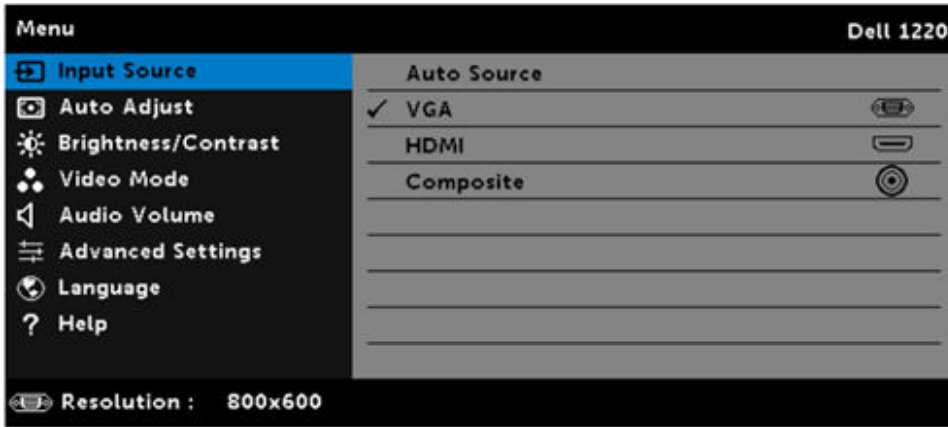 Menu Dell 1220
Input Source
Auto Adjust
Brightness/Contrast
Video Mode
Audio Volume
Advanced Settings
Language
? Help
Auto Source
✓ VGA
HDMI
Composite
Resolution : 800x600